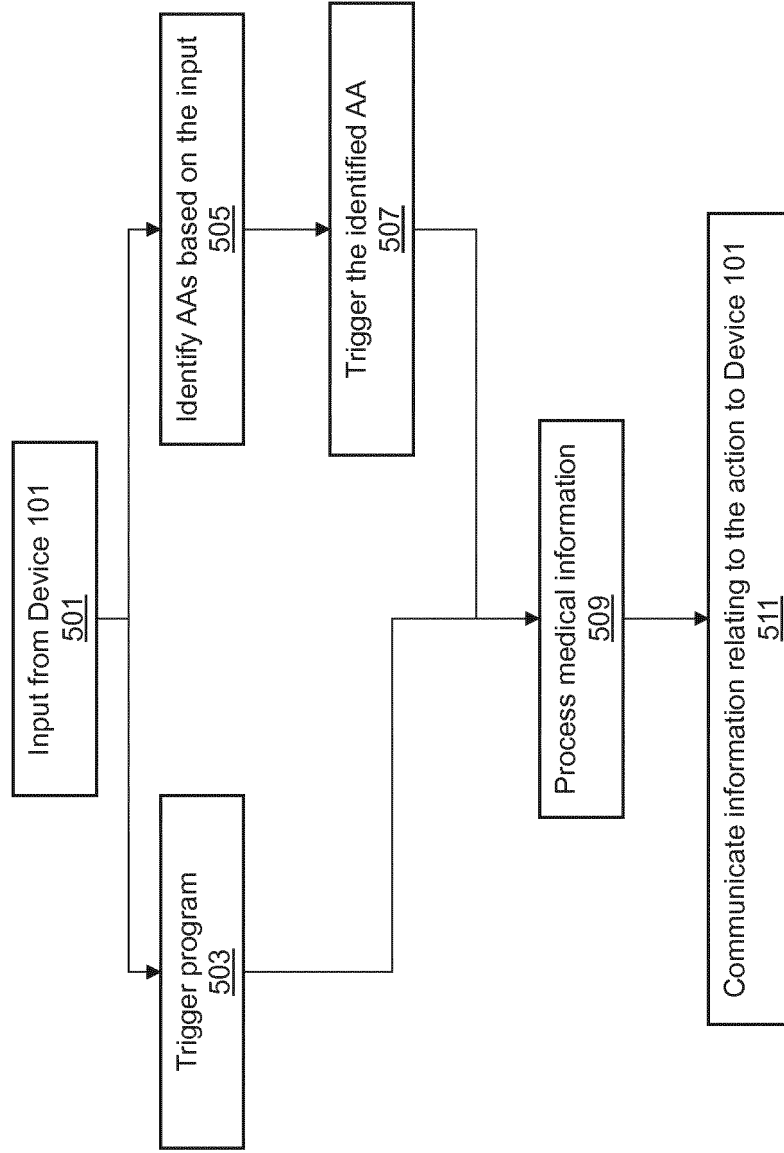 Input from Device 101
501
Trigger program
503
Identify AAs based on the input
505
Trigger the identified AA
507
Process medical information
509
Communicate information relating to the action to Device 101
511